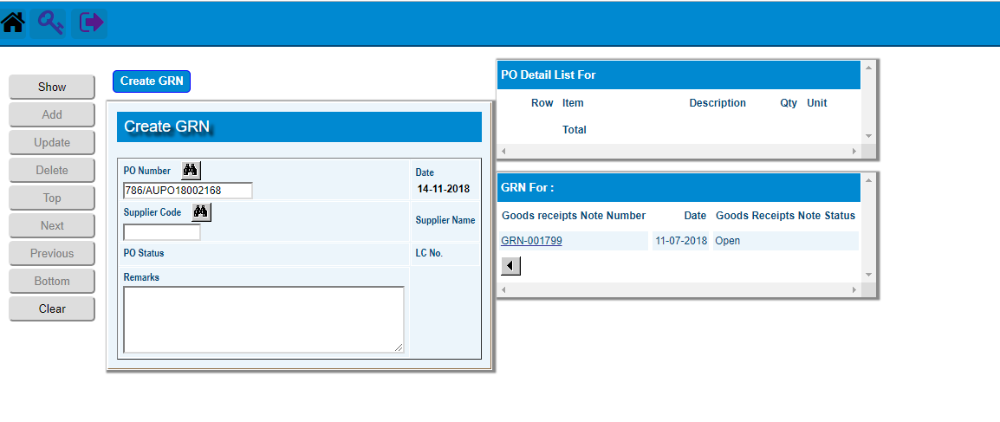 Show
Add
Update
Delete
Top
Next
Previous
Bottom
Clear
Create GRN
Create GRN
PO Number
Date
786/AUPO18002168
14-11-2018
Supplier Code
Supplier Name
PO Status
LC No.
Remarks
PO Detail List For
Row Item Description Qty Unit
Total
GRN For :
Goods receipts Note Number Date Goods Receipts Note Status
GRN-001799 11-07-2018 Open